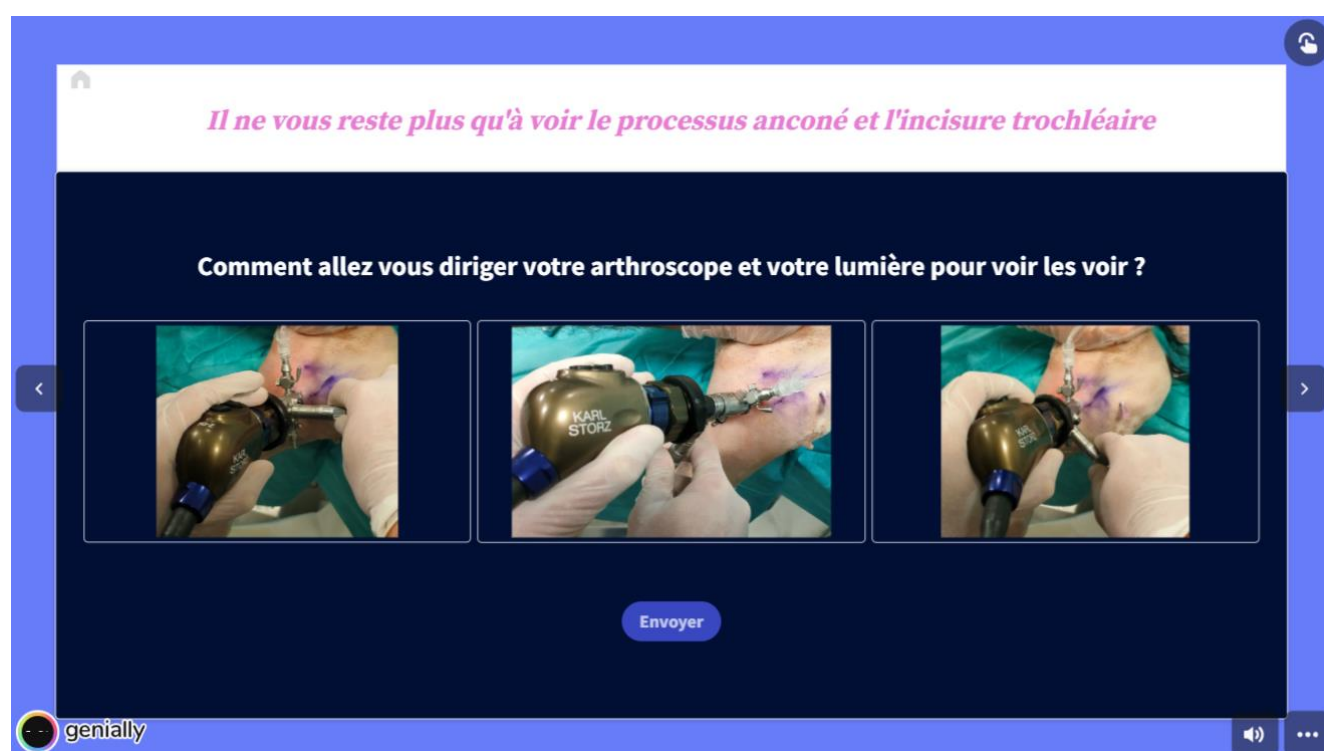 Il ne vous reste plus qu'à voir le processus anconé et l'incisure trochléaire
Comment allez vous diriger votre arthroscope et votre lumière pour voir les voir ?
KARL
STORZ
KARL
STORZ
KARL
STORZ
Envoyer
genially